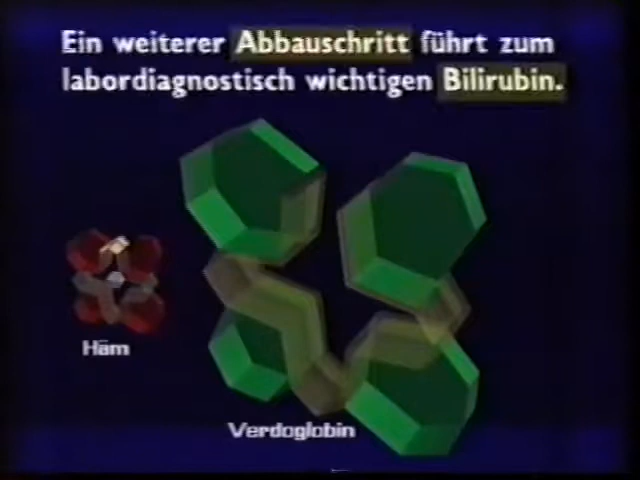 Ein weiterer Abbauschritt führt zum
labordiagnostisch wichtigen Bilirubin.
Häm
Verdoglobin